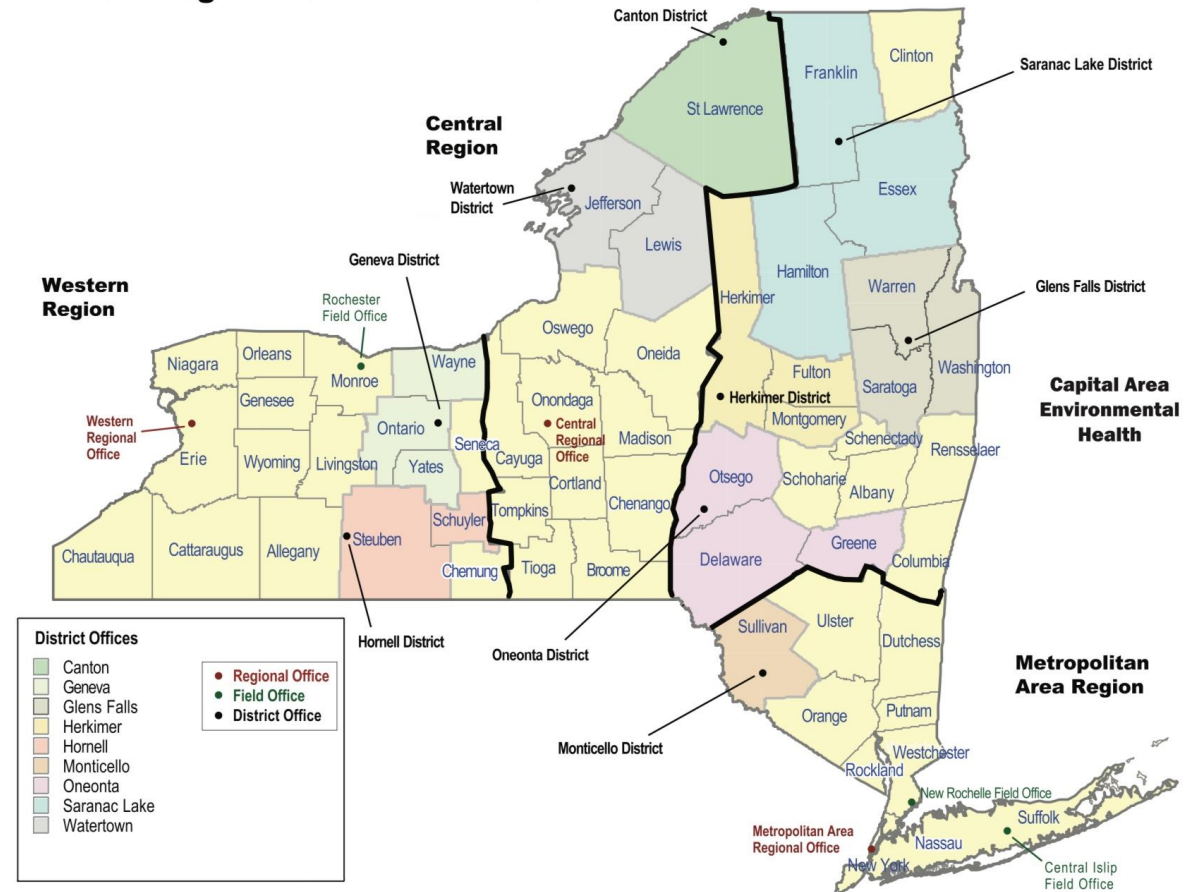 Canton District
Clinton
Franklin
Saranac Lake District
St Lawrence
Central
Region
Watertown
District
Jefferson
Essex
Lewis
Geneva District
Western
Region
Hamilton
Warren
Rochester
Field Office
Herkimer
Glens Falls District
Oswego
Oneida
Wayne
Orleans
Niagara
Monroe
Fulton
Washington
Saratoga
Capital Area
Environmental
Health
Genesee
Onondaga
Herkimer District
Western
Regional
Office
Ontario
Central
Regional
Office
Montgomery
Madison
Schenectady
Seneca
Rensselaer
Erie
Wyoming
Livingston
Yates
Cayuga
Otsego
Schoharie
Albany
Cortland
Chenango
Schuyler
Tompkins
Steuben
Greene
Chautauqua
Cattaraugus
Allegany
Delaware
Columbia
Chemung
Tioga
Broome
Hornell District
Oneonta District
Sullivan
Ulster
Dutchess
Metropolitan
Area Region
District Offices
Canton
Geneva
Glens Falls
Herkimer
Hornell
Monticello
Oneonta
Saranac Lake
Watertown
Regional Office
Field Office
District Office
Orange
Putnam
Monticello District
Westchester
Rockland
New Rochelle Field Office
Suffolk
Metropolitan Area
Regional Office
Nassau
New York
Central Islip
Field Office